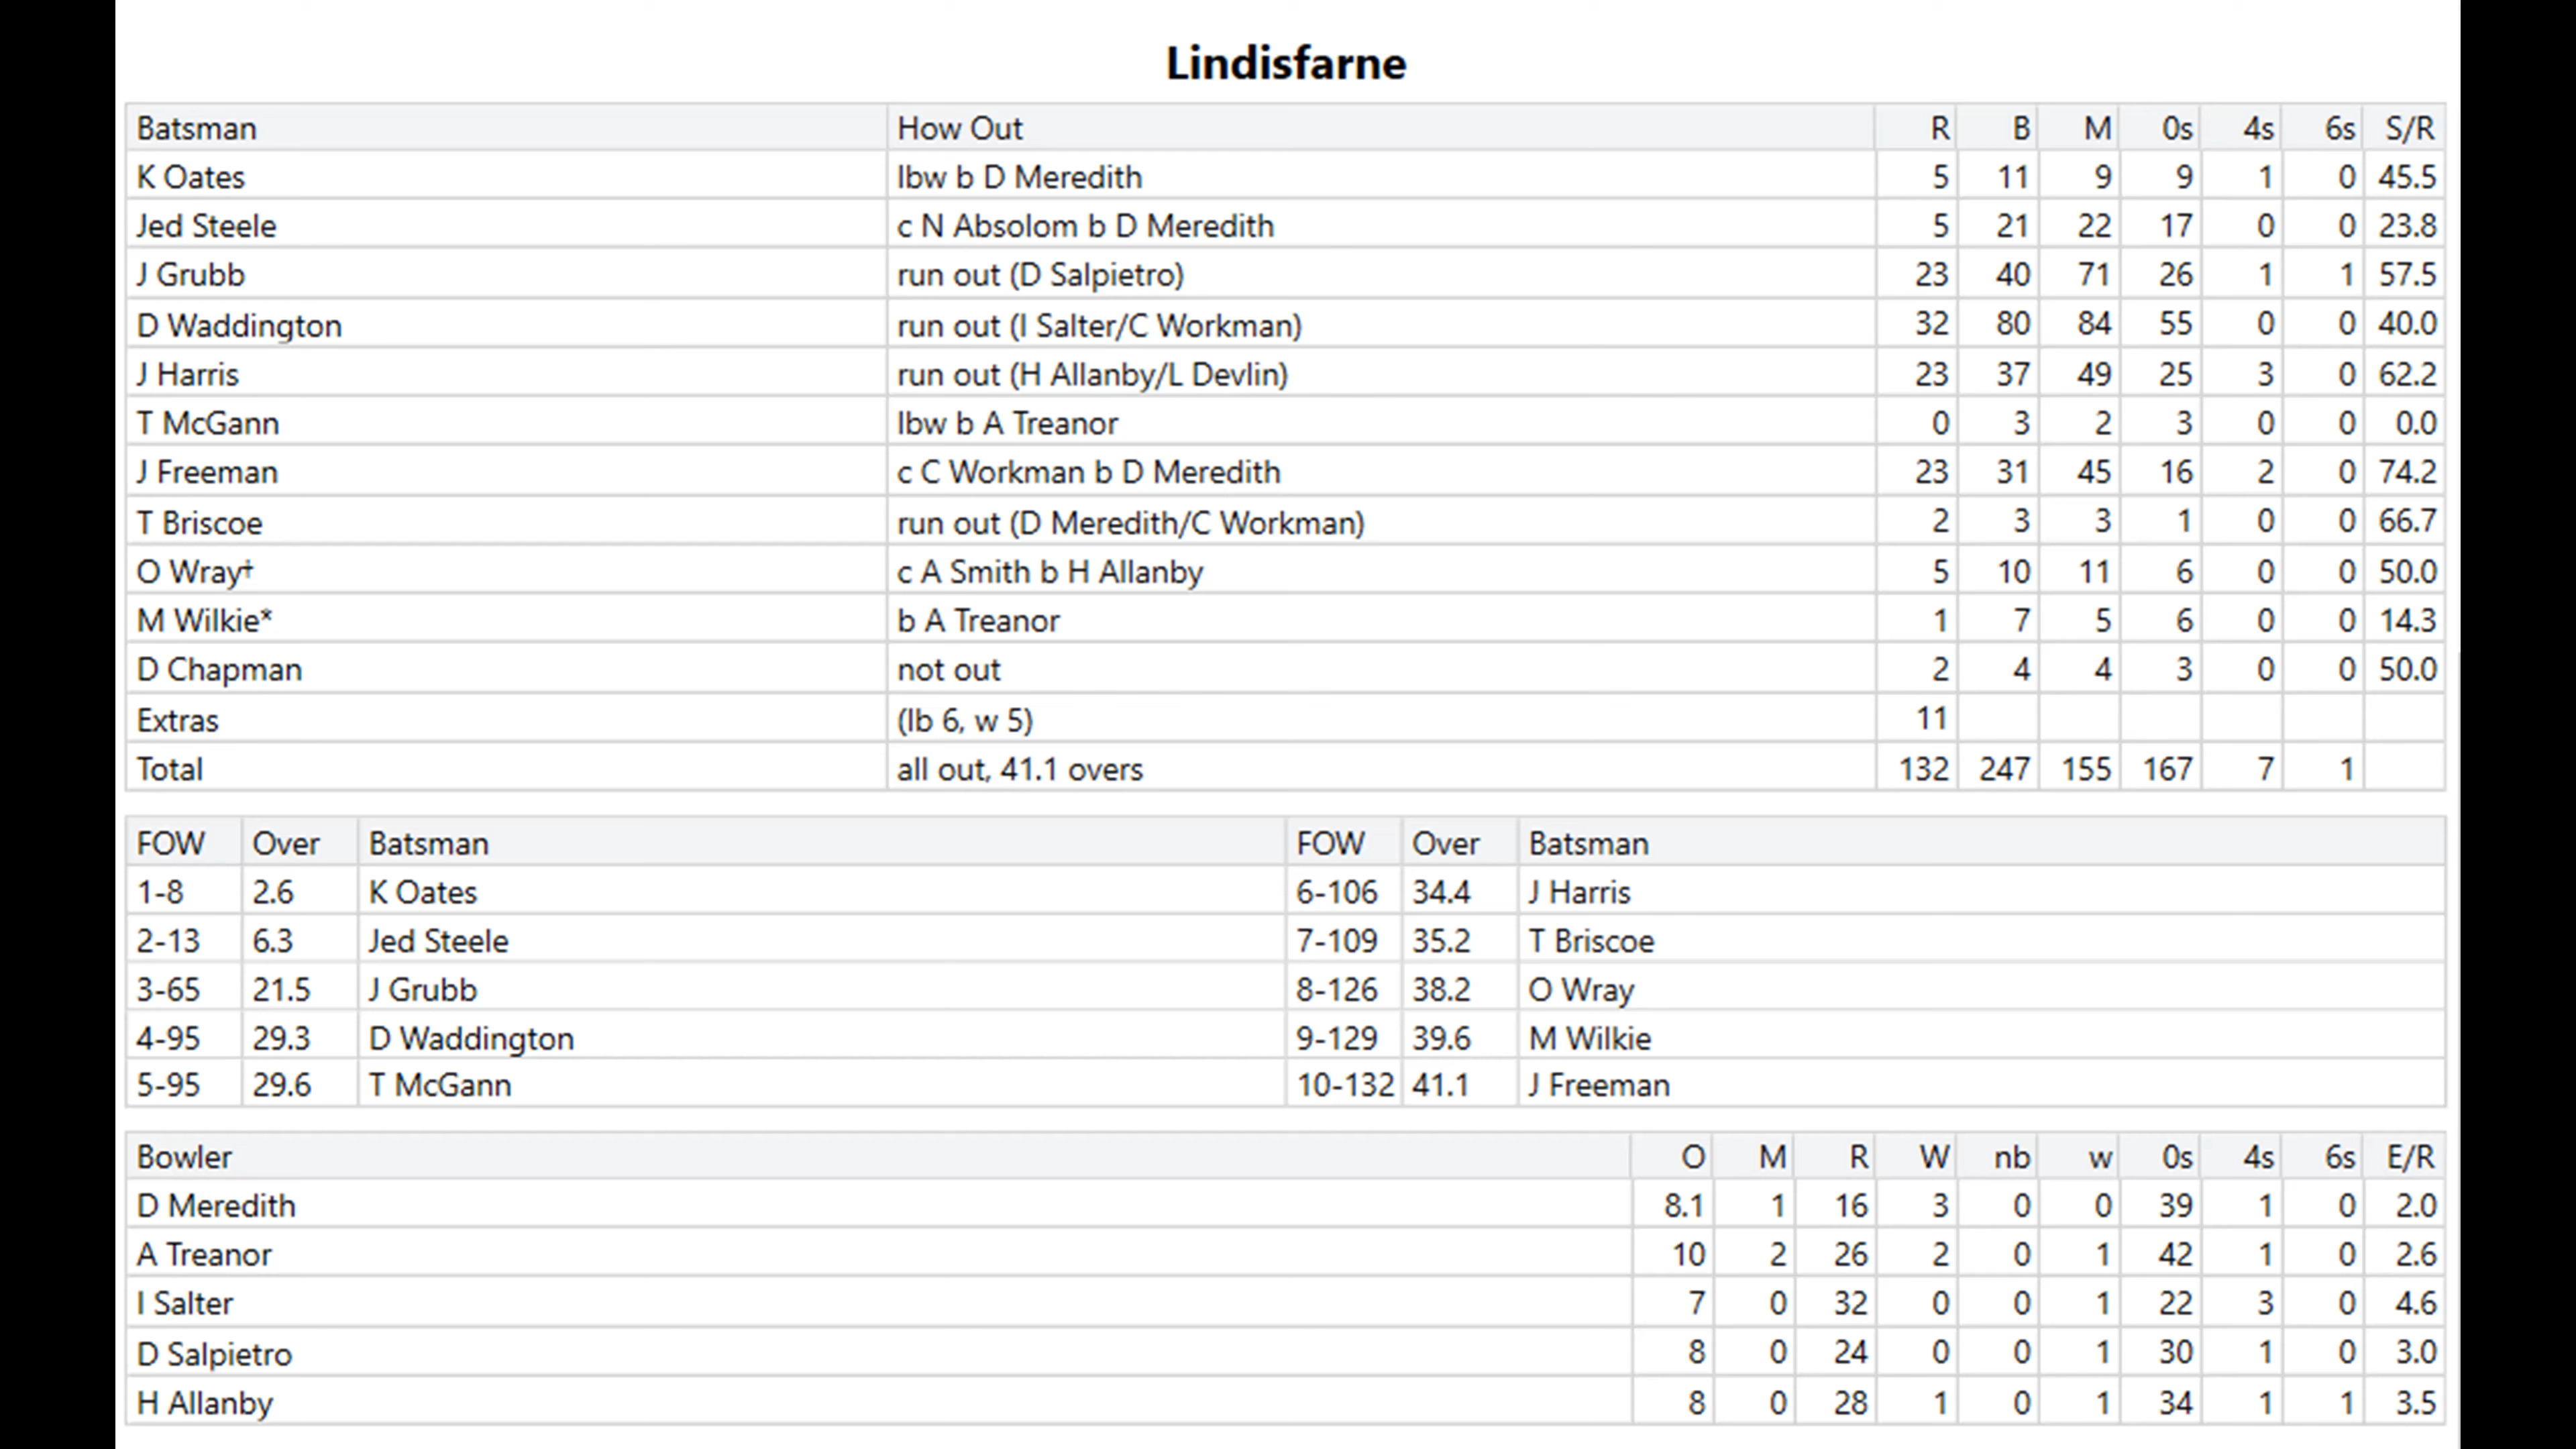 Lindisfarne
Batsman How Out R B M 0s 4s 6s S/R
K Oates lbw b D Meredith 5 11 9 9 1 0 45.5
Jed Steele c N Absolom b D Meredith 5 21 22 17 0 0 23.8
J Grubb run out (D Salpietro) 23 40 71 26 1 1 57.5
D Waddington run out (I Salter/C Workman) 32 80 84 55 0 0 40.0
J Harris run out (H Allanby/L Devlin) 23 37 49 25 3 0 62.2
T McGann lbw b A Treanor 0 3 2 3 0 0 0.0
J Freeman c C Workman b D Meredith 23 31 45 16 2 0 74.2
T Briscoe run out (D Meredith/C Workman) 2 3 3 1 0 0 66.7
O Wray† c A Smith b H Allanby 5 10 11 6 0 0 50.0
M Wilkie* b A Treanor 1 7 5 6 0 0 14.3
D Chapman not out 2 4 4 3 0 0 50.0
Extras (lb 6, w 5) 11
Total all out, 41.1 overs 132 247 155 167 7 1
FOW Over Batsman FOW Over Batsman
1-8 2.6 K Oates 6-106 34.4 J Harris
2-13 6.3 Jed Steele 7-109 35.2 T Briscoe
3-65 21.5 J Grubb 8-126 38.2 O Wray
4-95 29.3 D Waddington 9-129 39.6 M Wilkie
5-95 29.6 T McGann 10-132 41.1 J Freeman
Bowler O M R W nb w 0s 4s 6s E/R
D Meredith 8.1 1 16 3 0 0 39 1 0 2.0
A Treanor 10 2 26 2 0 1 42 1 0 2.6
I Salter 7 0 32 0 0 1 22 3 0 4.6
D Salpietro 8 0 24 0 0 1 30 1 0 3.0
H Allanby 8 0 28 1 0 1 34 1 1 3.5